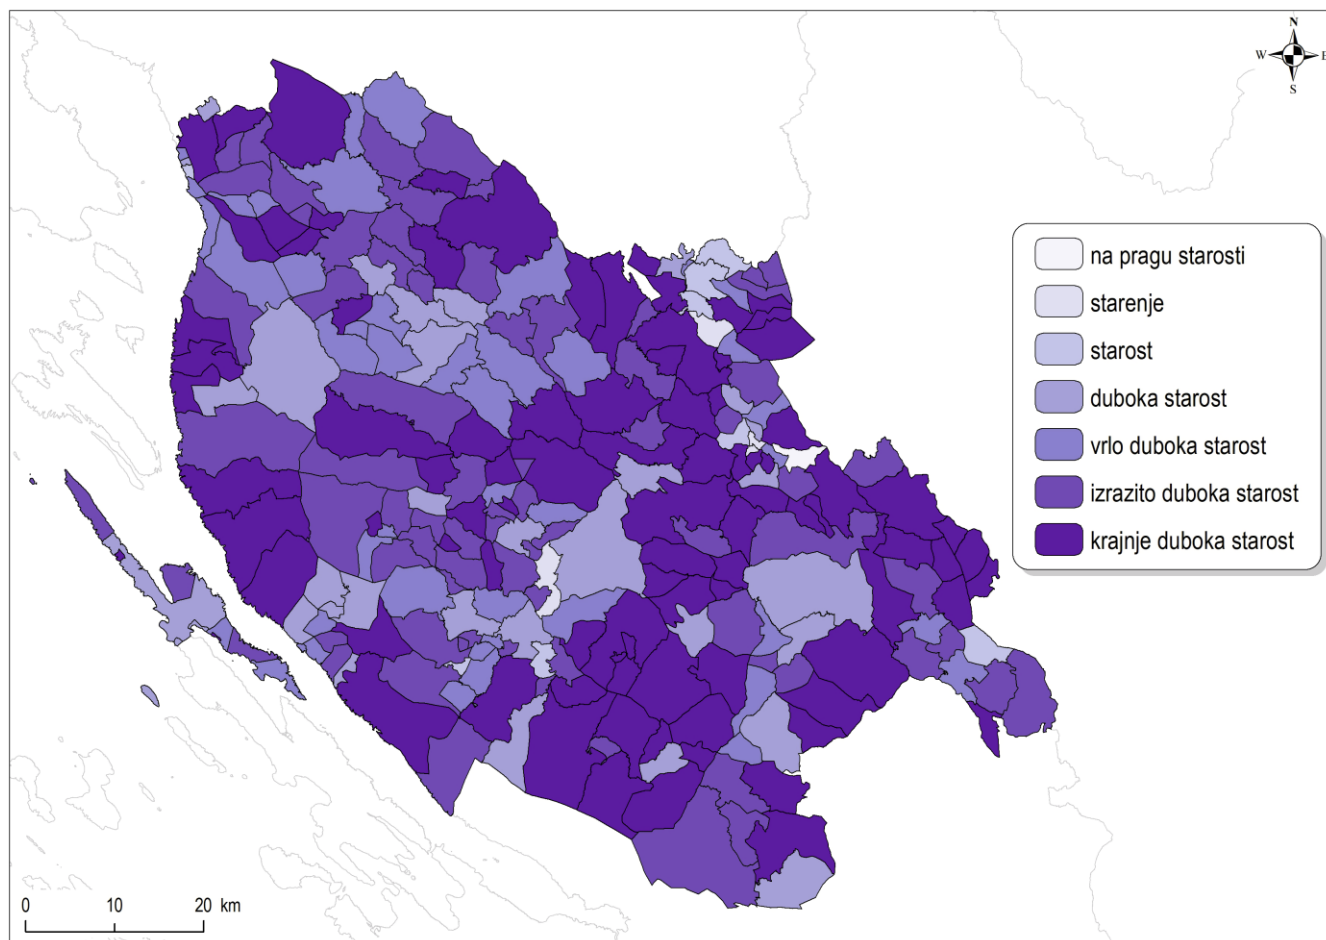 N
W E
S
na pragu starosti
starenje
starost
duboka starost
vrlo duboka starost
izrazito duboka starost
krajnje duboka starost
0 10 20 km